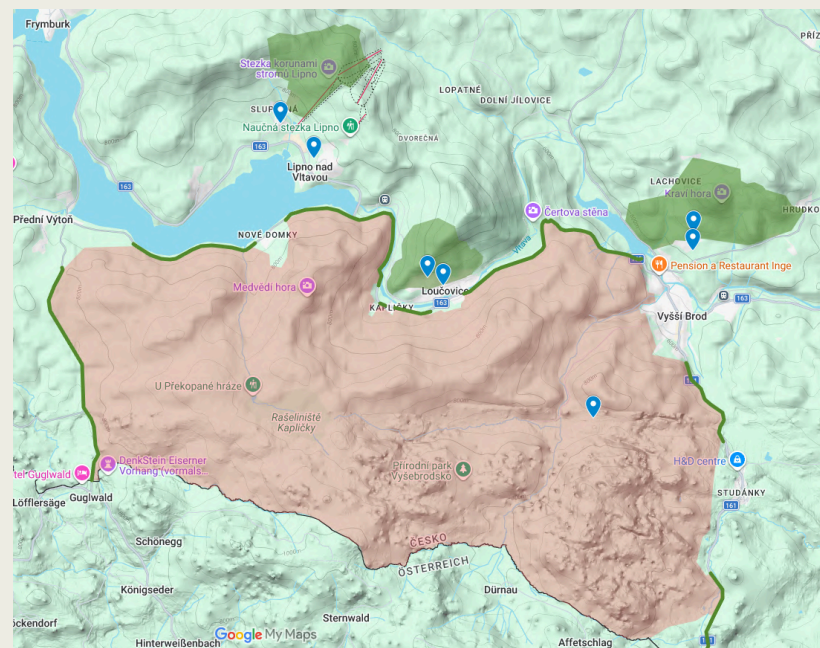 Frymburk
PŘÍZ
Stezka korunami
stromů Lipno
LOPATNÉ
DOLNÍ JÍLOVICE
Naučná stezka Lipno
DVOREČNÁ
163
Lipno nad
Vltavou
163
LACHOVICE
Kraví hora
HRUDKO
Přední Výtoň
Čertova stěna
NOVÉ DOMKY
Vltava
Pension a Restaurant Inge
Medvědí hora
Loučovice
163
KAPLIČKY
163
Vyšší Brod
U Překopané hráze
Rašeliniště
Kapličky
DenkStein Eiserner
Vorhang (vormals...
Přírodní park
Vyšebrodsko
H&D centre
tel Guglwald
Guglwald
Löfflersäge
STUDÁNKY
161
Schönegg
ČESKO
ÖSTERREICH
Königseder
Dürnau
öckendorf
Sternwald
Google My Maps
Hinterweißenbach
Affetschlag